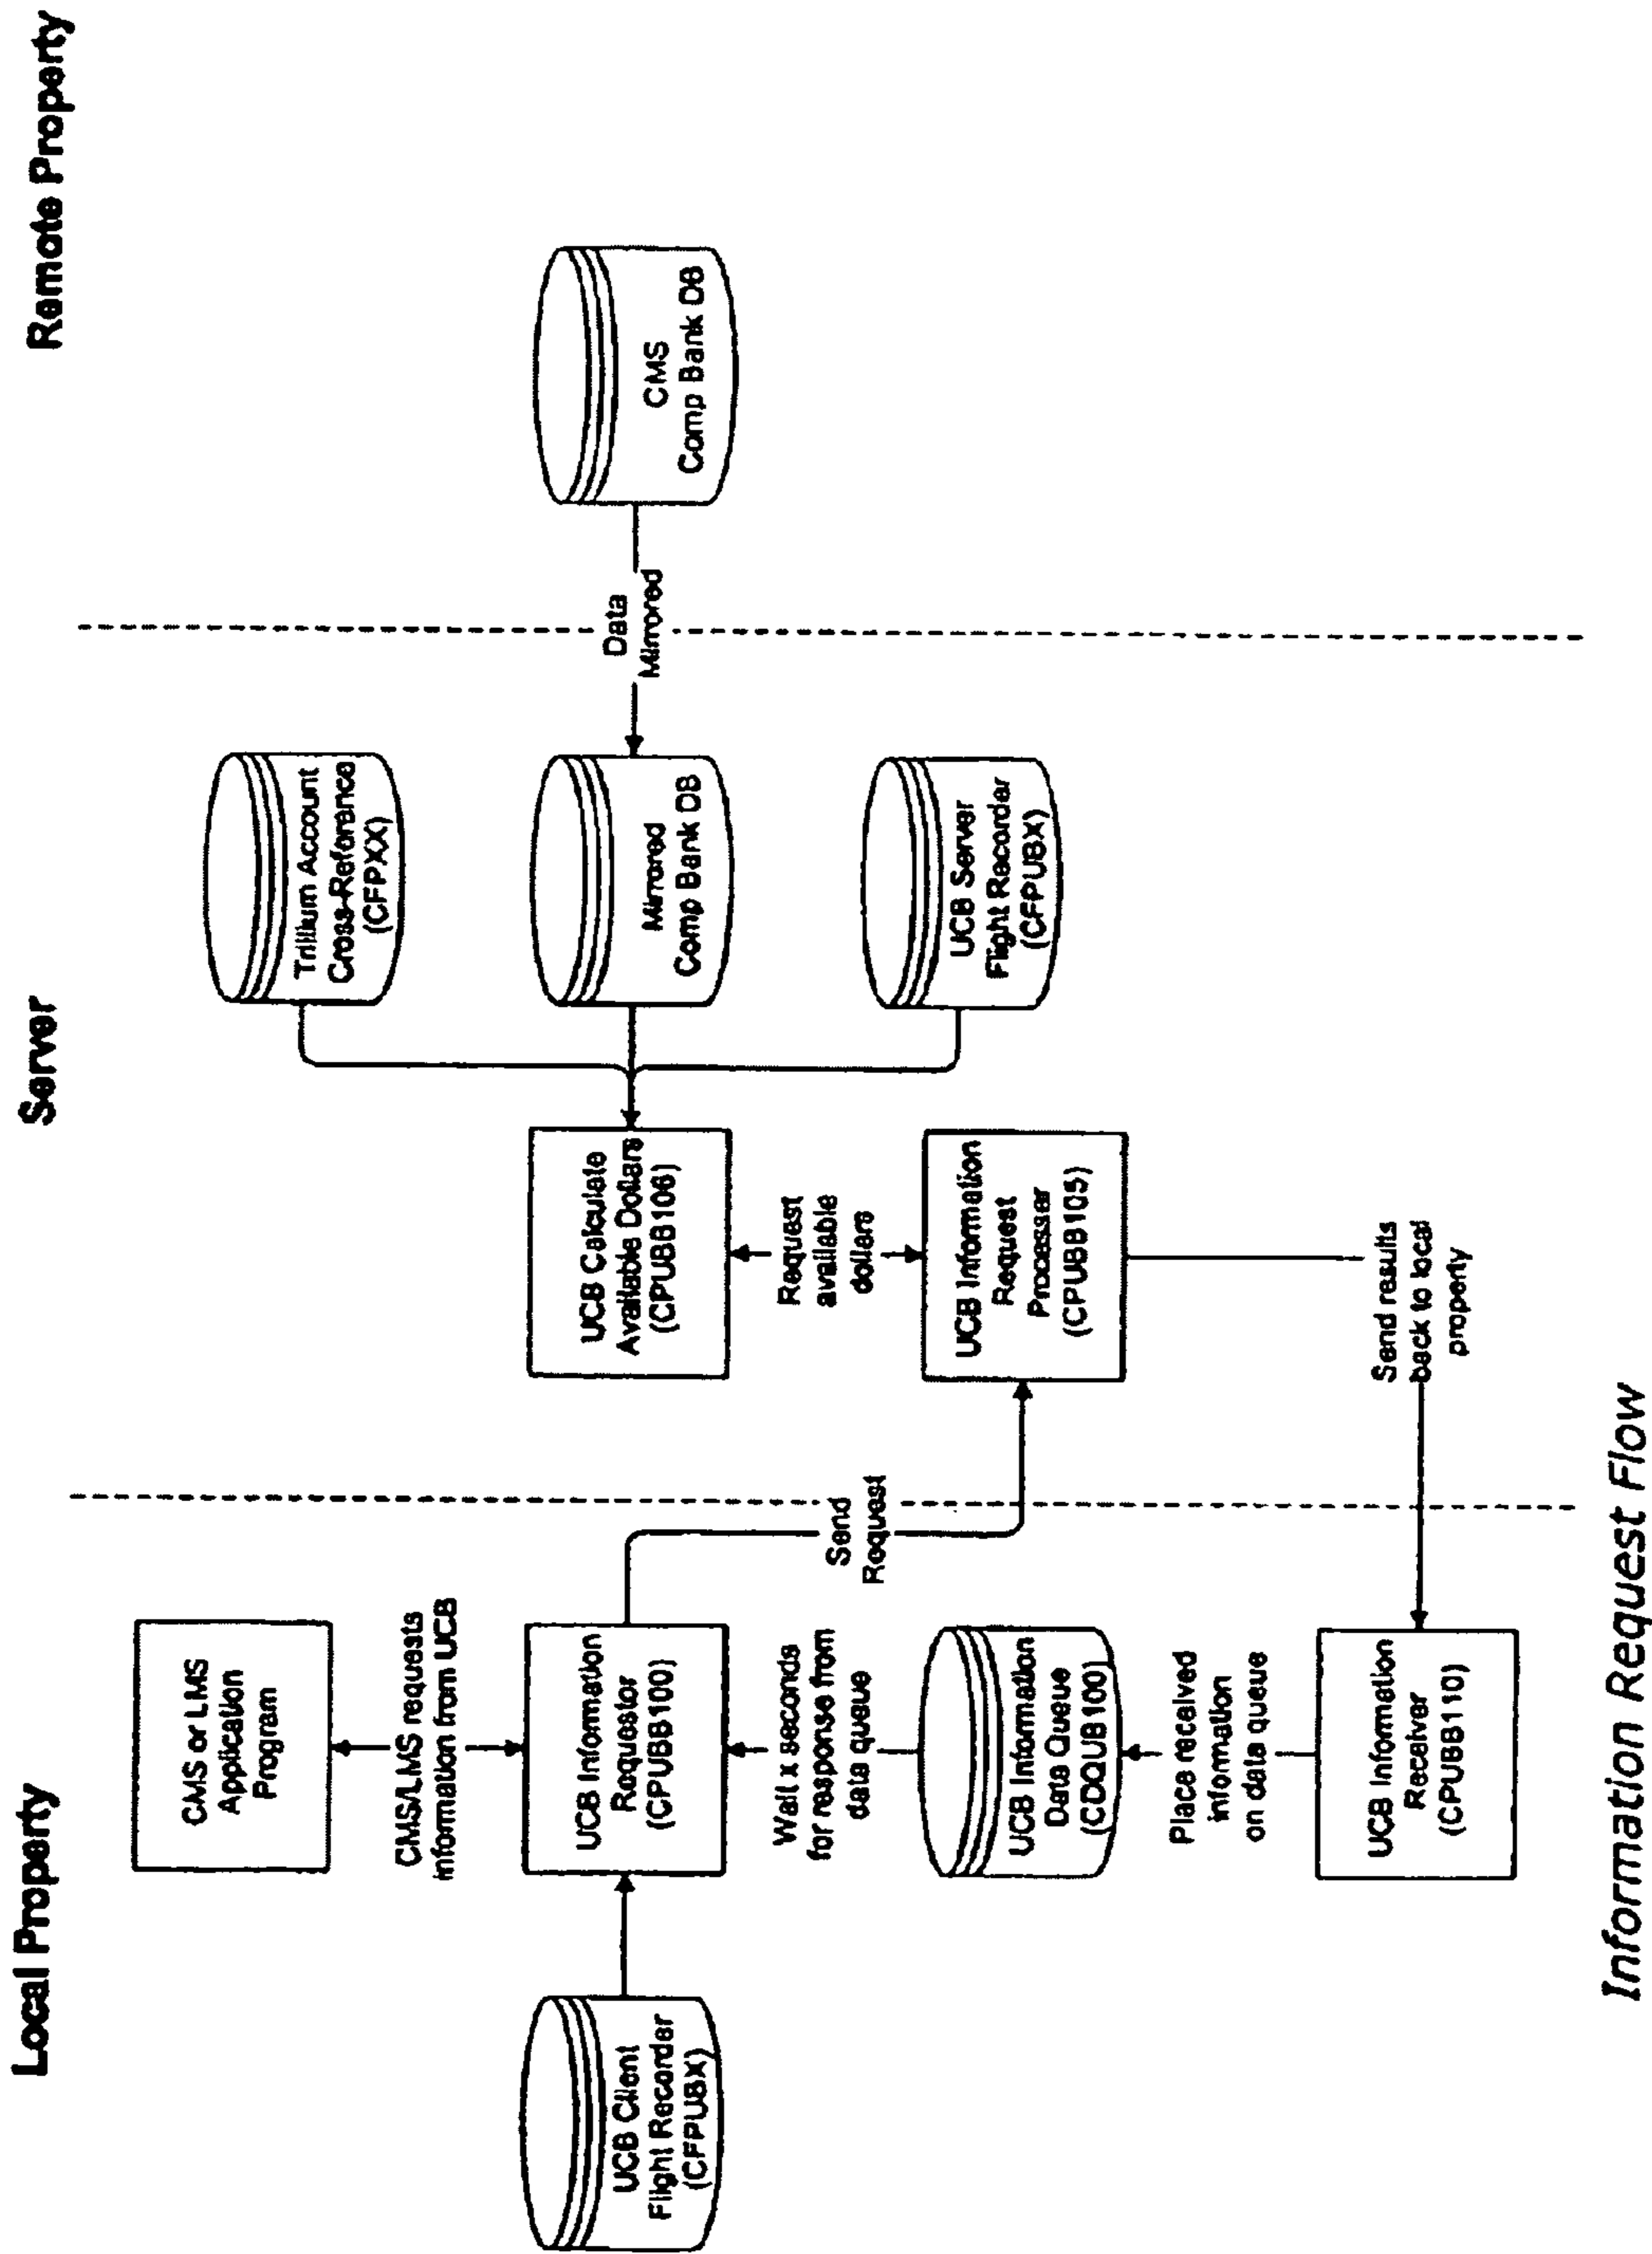 Local Property
Server
Remote Property
CMS or LMS
Application
Program
CMS/LMS requests
information from UCB
UCB Client
Flight Recorder
(CFPUBX)
UCB Information
Requestor
(CPUBB100)
Send
Request
Wait x seconds
for response from
data queue
UCB Information
Data Queue
(CDQUB100)
Place received
information
on data queue
UCB Information
Receiver
(CPUBB110)
UCB Calculate
Available Dollars
(CPUBB106)
Request
available
dollars
UCB Information
Request
Processer
(CPUBB105)
Send results
back to local
property
Trillium Account
Cross-Reference
(CFPXX)
Mirrored
Comp Bank DB
UCB Server
Flight Recorder
(CFPUBX)
Data
Mirrored
CMS
Comp Bank DB
Information Request Flow